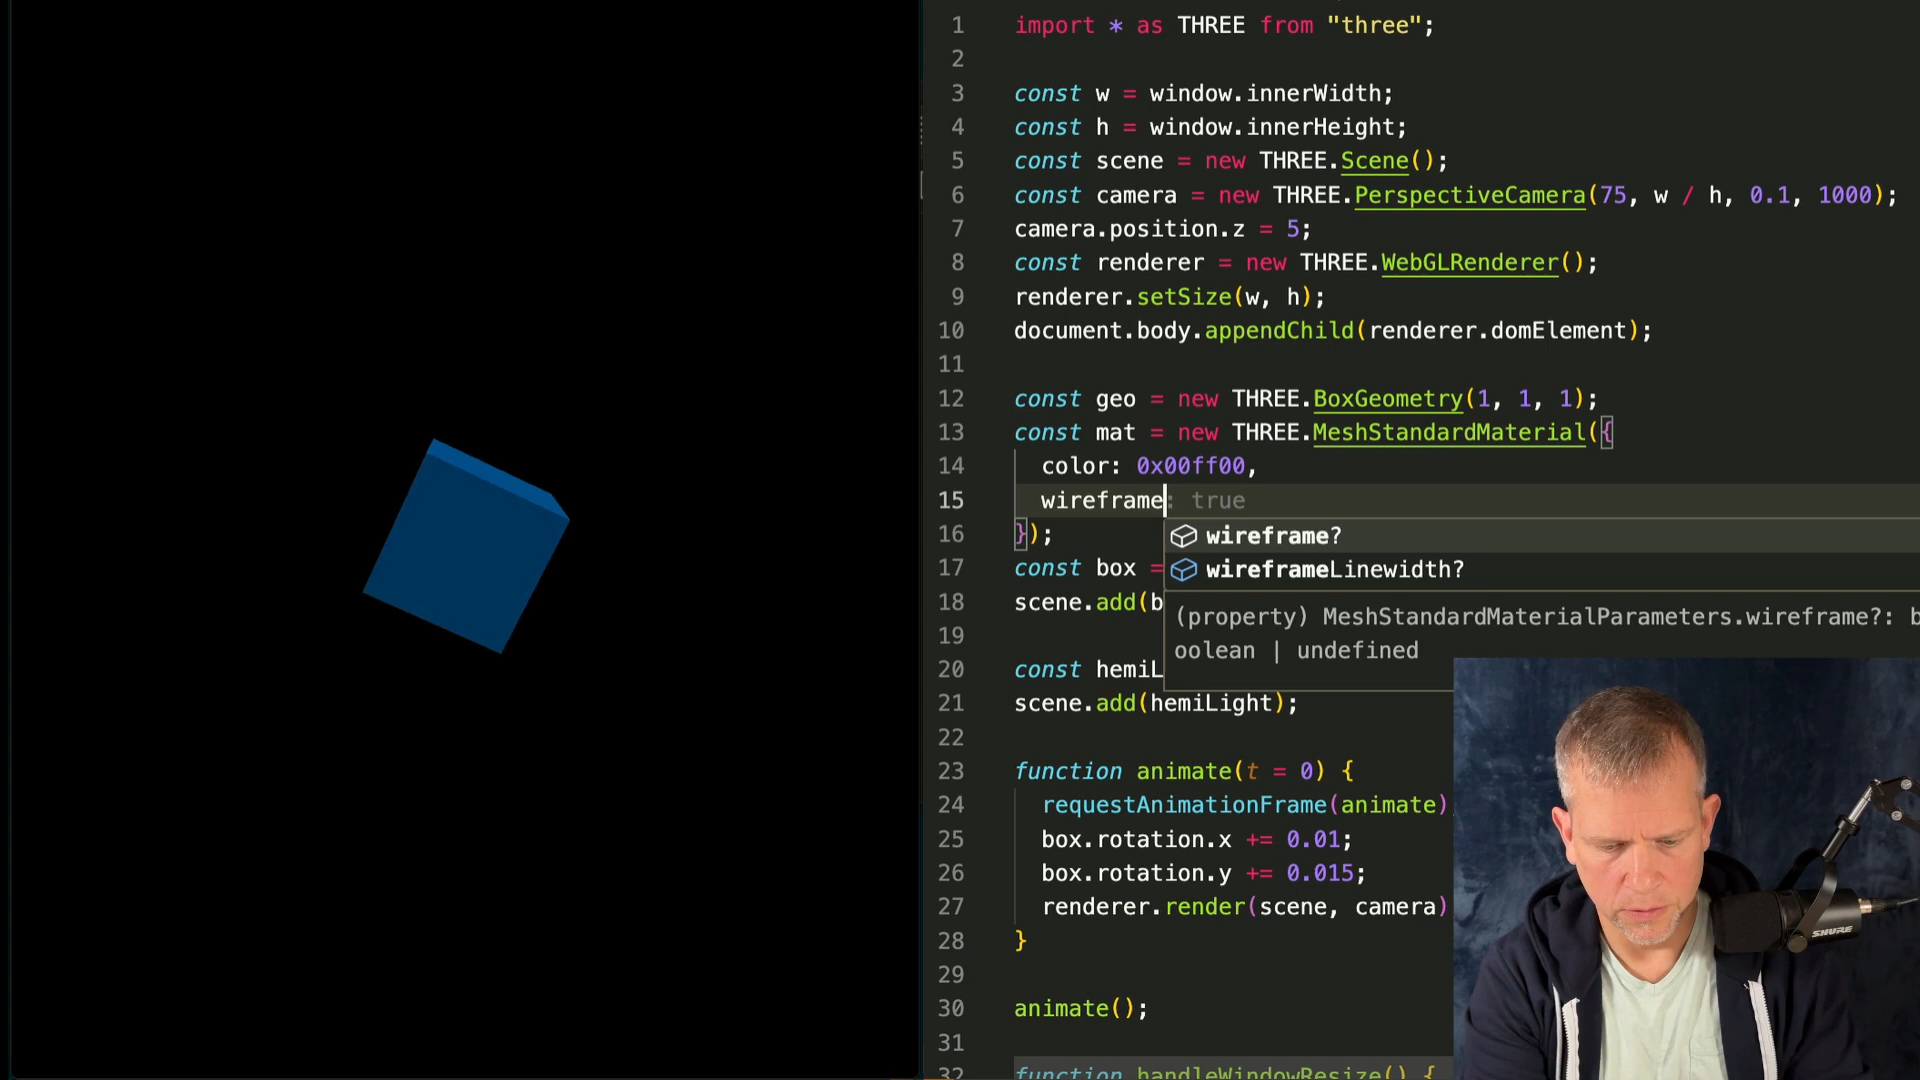 1 import * as THREE from "three";
2
3 const w = window.innerWidth;
4 const h = window.innerHeight;
5 const scene = new THREE.Scene();
6 const camera = new THREE.PerspectiveCamera(75, w / h, 0.1, 1000);
7 camera.position.z = 5;
8 const renderer = new THREE.WebGLRenderer();
9 renderer.setSize(w, h);
10 document.body.appendChild(renderer.domElement);
11
12 const geo = new THREE.BoxGeometry(1, 1, 1);
13 const mat = new THREE.MeshStandardMaterial({
14 color: 0x00ff00,
15 wireframe: true
16 });
wireframe?
17 const box =
wireframeLinewidth?
18 scene.add(b
(property) MeshStandardMaterialParameters.wireframe?: b
19
oolean | undefined
20 const hemiL
21 scene.add(hemiLight);
22
23 function animate(t = 0) {
24 requestAnimationFrame(animate)
25 box.rotation.x += 0.01;
26 box.rotation.y += 0.015;
27 renderer.render(scene, camera)
28 }
29
30 animate();
31
32 function handleWindowResize() {
SHURE